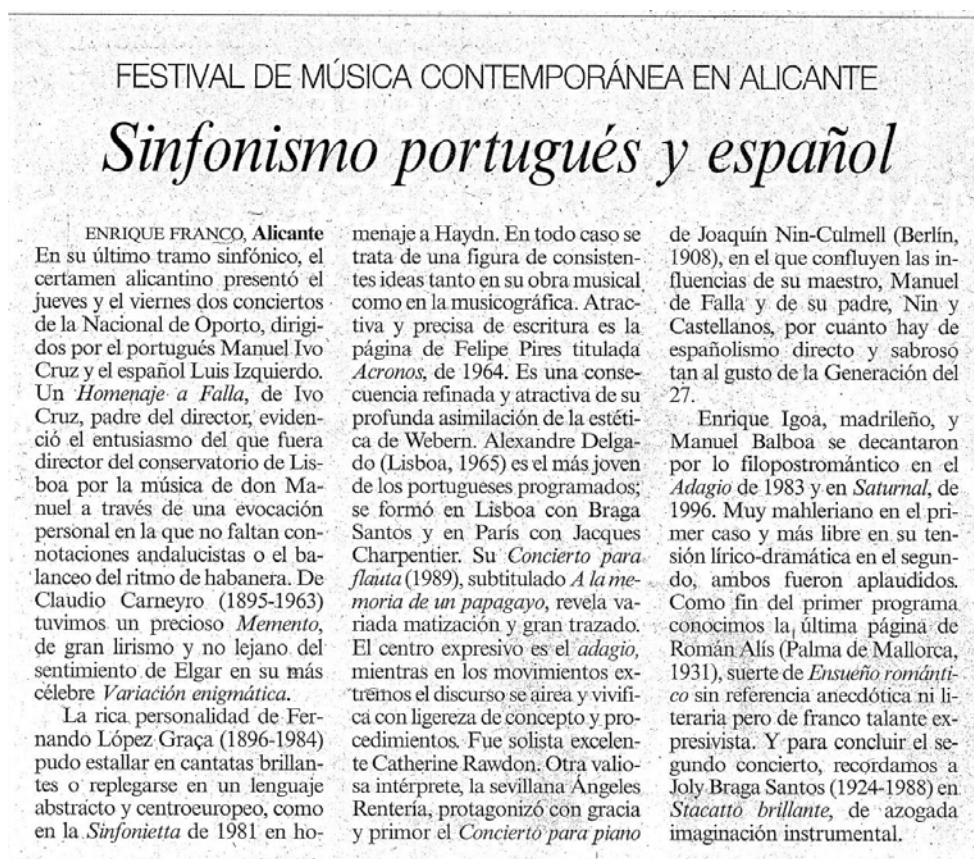 FESTIVAL DE MÚSICA CONTEMPORÁNEA EN ALICANTE
Sinfonismo portugués y español
ENRIQUE FRANCO, Alicante
En su último tramo sinfónico, el
certamen alicantino presentó el
jueves y el viernes dos conciertos
de la Nacional de Oporto, dirigi-
dos por el portugués Manuel Ivo
Cruz y el español Luis Izquierdo.
Un Homenaje a Falla, de Ivo
Cruz, padre del director, eviden-
ció el entusiasmo del que fuera
director del conservatorio de Lis-
boa por la música de don Ma-
nuel a través de una evocación
personal en la que no faltan con-
notaciones andalucistas o el ba-
lanceo del ritmo de habanera. De
Claudio Carneyro (1895-1963)
tuvimos un precioso Memento,
de gran lirismo y no lejano del
sentimiento de Elgar en su más
célebre Variación enigmática.
La rica personalidad de Fer-
nando López Graça (1896-1984)
pudo estallar en cantatas brillan-
tes o replegarse en un lenguaje
abstracto y centroeuropeo, como
en la Sinfonietta de 1981 en ho-
menaje a Haydn. En todo caso se
trata de una figura de consisten-
tes ideas tanto en su obra musical
como en la musicográfica. Atrac-
tiva y precisa de escritura es la
página de Felipe Pires titulada
Acronos, de 1964. Es una conse-
cuencia refinada y atractiva de su
profunda asimilación de la estéti-
ca de Webern. Alexandre Delga-
do (Lisboa, 1965) es el más joven
de los portugueses programados;
se formó en Lisboa con Braga
Santos y en París con Jacques
Charpentier. Su Concierto para
flauta (1989), subtitulado A la me-
moria de un papagayo, revela va-
riada matización y gran trazado.
El centro expresivo es el adagio,
mientras en los movimientos ex-
tremos el discurso se airea y vivifi-
ca con ligereza de concepto y pro-
cedimientos. Fue solista excelen-
te Catherine Rawdon. Otra valio-
sa intérprete, la sevillana Ángeles
Rentería, protagonizó con gracia
y primor el Concierto para piano
de Joaquín Nin-Culmell (Berlín,
1908), en el que confluyen las in-
fluencias de su maestro, Manuel
de Falla y de su padre, Nin y
Castellanos, por cuanto hay de
españolismo directo y sabroso
tan al gusto de la Generación del
27.
Enrique Igoa, madrileño, y
Manuel Balboa se decantaron
por lo filopostromántico en el
Adagio de 1983 y en Saturnal, de
1996. Muy mahleriano en el pri-
mer caso y más libre en su ten-
sión lírico-dramática en el segun-
do, ambos fueron aplaudidos.
Como fin del primer programa
conocimos la última página de
Román Alís (Palma de Mallorca,
1931), suerte de Ensueño románti-
co sin referencia anecdótica ni li-
teraria pero de franco talante ex-
presivista. Y para concluir el se-
gundo concierto, recordamos a
Joly Braga Santos (1924-1988) en
Stacatto brillante, de azogada
imaginación instrumental.